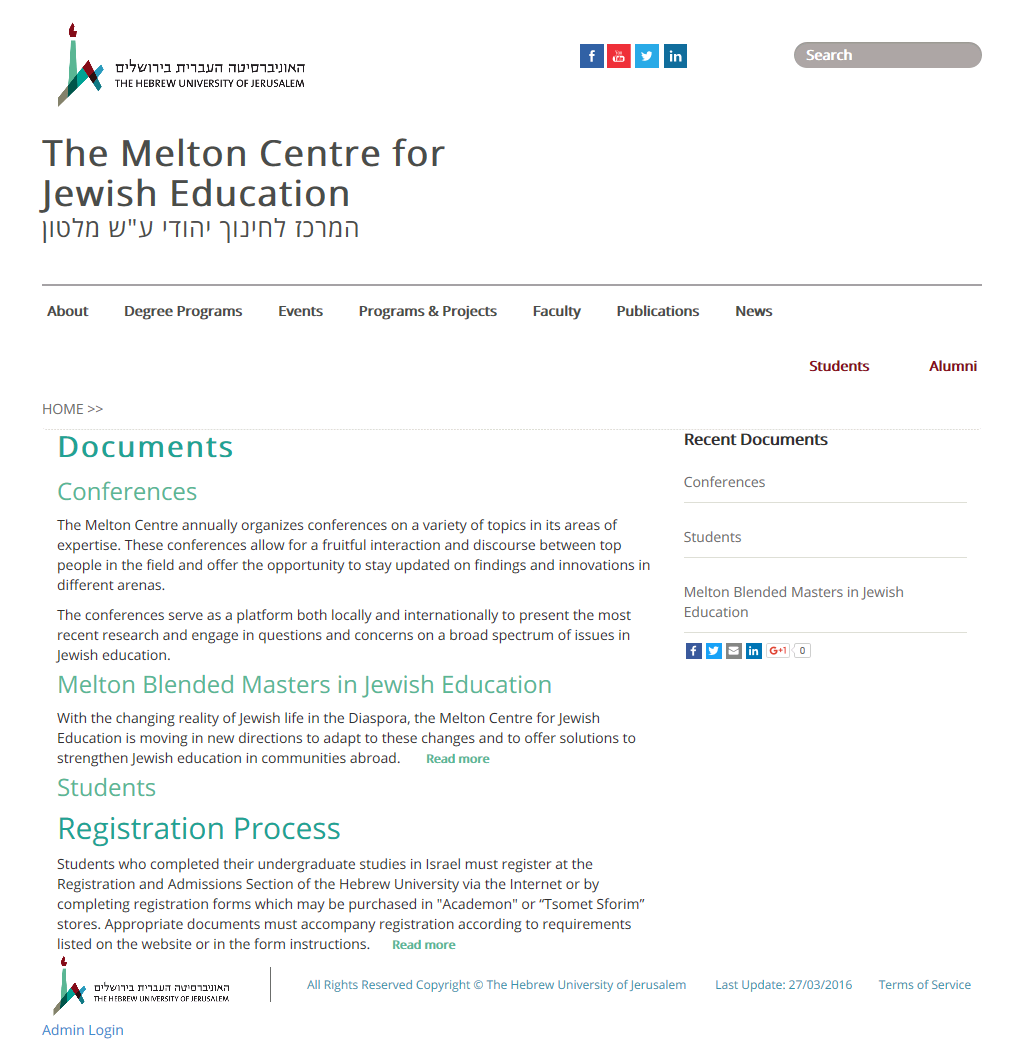 האוניברסיטה העברית בירושלים
THE HEBREW UNIVERSITY OF JERUSALEM
Search
The Melton Centre for
Jewish Education
המרכז לחינוך יהודי ע"ש מלטון
About Degree Programs Events Programs & Projects Faculty Publications News
Students Alumni
HOME >>
Documents
Conferences
The Melton Centre annually organizes conferences on a variety of topics in its areas of
expertise. These conferences allow for a fruitful interaction and discourse between top
people in the field and offer the opportunity to stay updated on findings and innovations in
different arenas.
The conferences serve as a platform both locally and internationally to present the most
recent research and engage in questions and concerns on a broad spectrum of issues in
Jewish education.
Melton Blended Masters in Jewish Education
With the changing reality of Jewish life in the Diaspora, the Melton Centre for Jewish
Education is moving in new directions to adapt to these changes and to offer solutions to
strengthen Jewish education in communities abroad. Read more
Students
Registration Process
Students who completed their undergraduate studies in Israel must register at the
Registration and Admissions Section of the Hebrew University via the Internet or by
completing registration forms which may be purchased in "Academon" or “Tsomet Sforim”
stores. Appropriate documents must accompany registration according to requirements
listed on the website or in the form instructions. Read more
Recent Documents
Conferences
Students
Melton Blended Masters in Jewish
Education
G+1 0
האוניברסיטה העברית בירושלים
THE HEBREW UNIVERSITY OF JERUSALEM
All Rights Reserved Copyright © The Hebrew University of Jerusalem Last Update: 27/03/2016 Terms of Service
Admin Login